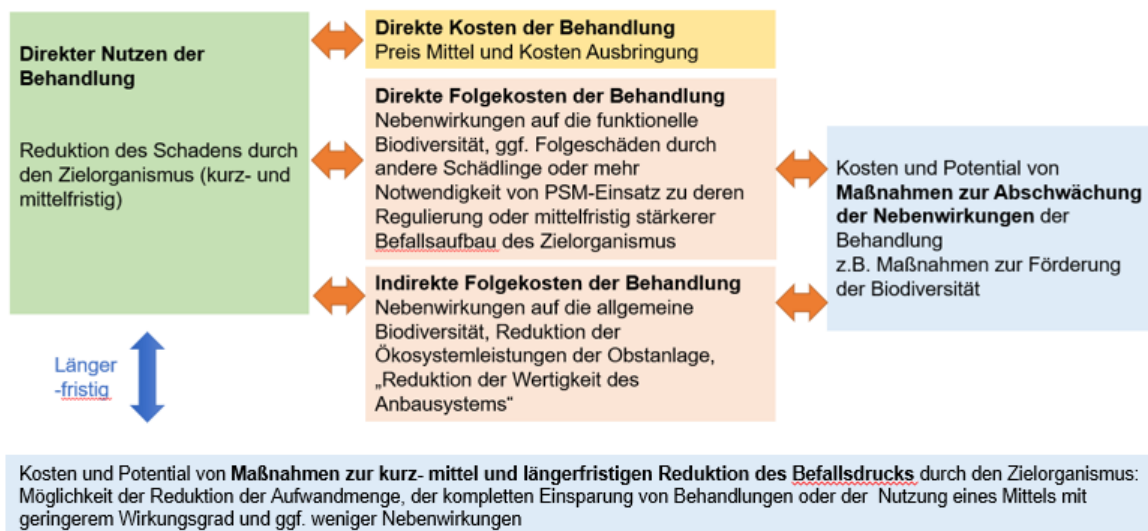 Direkter Nutzen der
Behandlung
Reduktion des Schadens durch
den Zielorganismus (kurz- und
mittelfristig)
Direkte Kosten der Behandlung
Preis Mittel und Kosten Ausbringung
Direkte Folgekosten der Behandlung
Nebenwirkungen auf die funktionelle
Biodiversität, ggf. Folgeschäden durch
andere Schädlinge oder mehr
Notwendigkeit von PSM-Einsatz zu deren
Regulierung oder mittelfristig stärkerer
Befallsaufbau des Zielorganismus
Indirekte Folgekosten der Behandlung
Nebenwirkungen auf die allgemeine
Biodiversität, Reduktion der
Ökosystemleistungen der Obstanlage,
„Reduktion der Wertigkeit des
Anbausystems“
Kosten und Potential von
Maßnahmen zur Abschwächung
der Nebenwirkungen der
Behandlung
z.B. Maßnahmen zur Förderung
der Biodiversität
Länger
-fristig
Kosten und Potential von Maßnahmen zur kurz- mittel und längerfristigen Reduktion des Befallsdrucks durch den Zielorganismus:
Möglichkeit der Reduktion der Aufwandmenge, der kompletten Einsparung von Behandlungen oder der Nutzung eines Mittels mit
geringerem Wirkungsgrad und ggf. weniger Nebenwirkungen